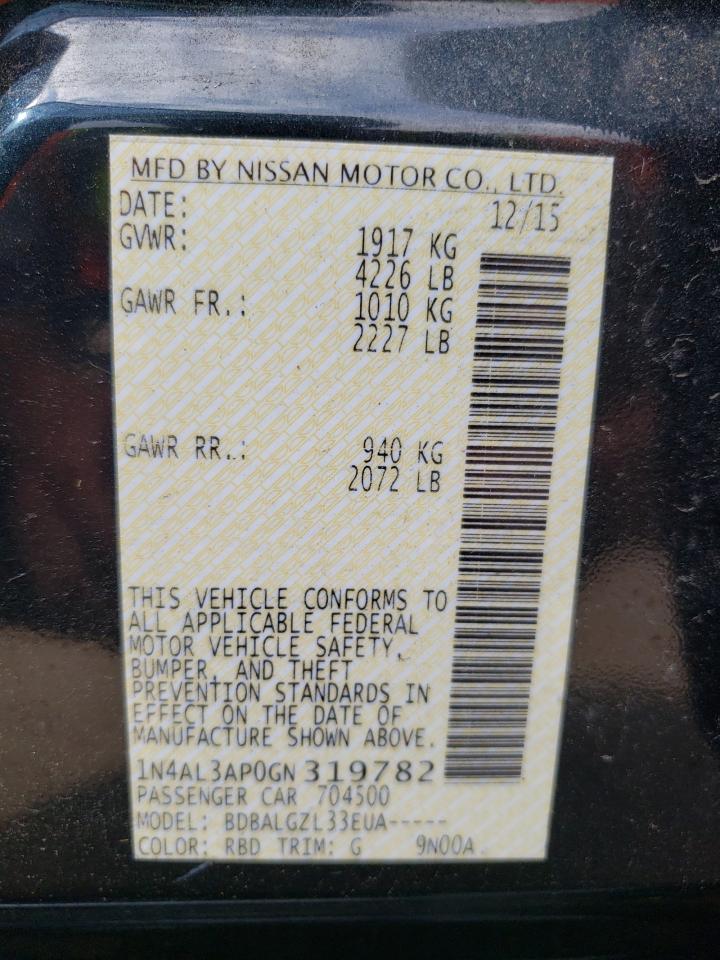 MFD BY NISSAN MOTOR CO., LTD.
DATE: 12/15
GVWR: 1917 KG
4226 LB
GAWR FR.: 1010 KG
2227 LB
GAWR RR.: 940 KG
2072 LB
THIS VEHICLE CONFORMS TO
ALL APPLICABLE FEDERAL
MOTOR VEHICLE SAFETY,
BUMPER, AND THEFT
PREVENTION STANDARDS IN
EFFECT ON THE DATE OF
MANUFACTURE SHOWN ABOVE.
1N4AL3AP0GN319782
PASSENGER CAR 704500
MODEL: BDBALGZL33EUA-----
COLOR: RBD TRIM: G 9N00A